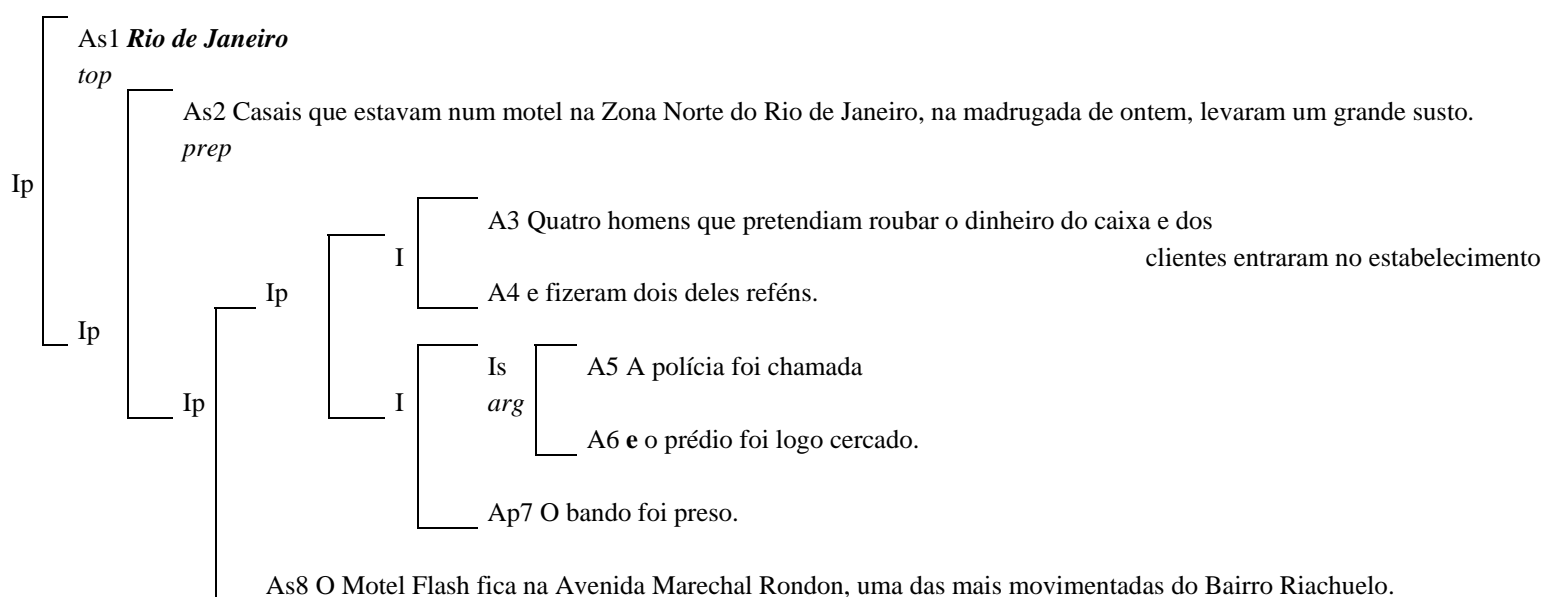 As1 Rio de Janeiro
top
As2 Casais que estavam num motel na Zona Norte do Rio de Janeiro, na madrugada de ontem, levaram um grande susto.
prep
Ip
A3 Quatro homens que pretendiam roubar o dinheiro do caixa e dos
I clientes entraram no estabelecimento
Ip A4 e fizeram dois deles reféns.
Ip
Is A5 A polícia foi chamada
Ip I arg
A6 e o prédio foi logo cercado.
Ap7 O bando foi preso.
As8 O Motel Flash fica na Avenida Marechal Rondon, uma das mais movimentadas do Bairro Riachuelo.